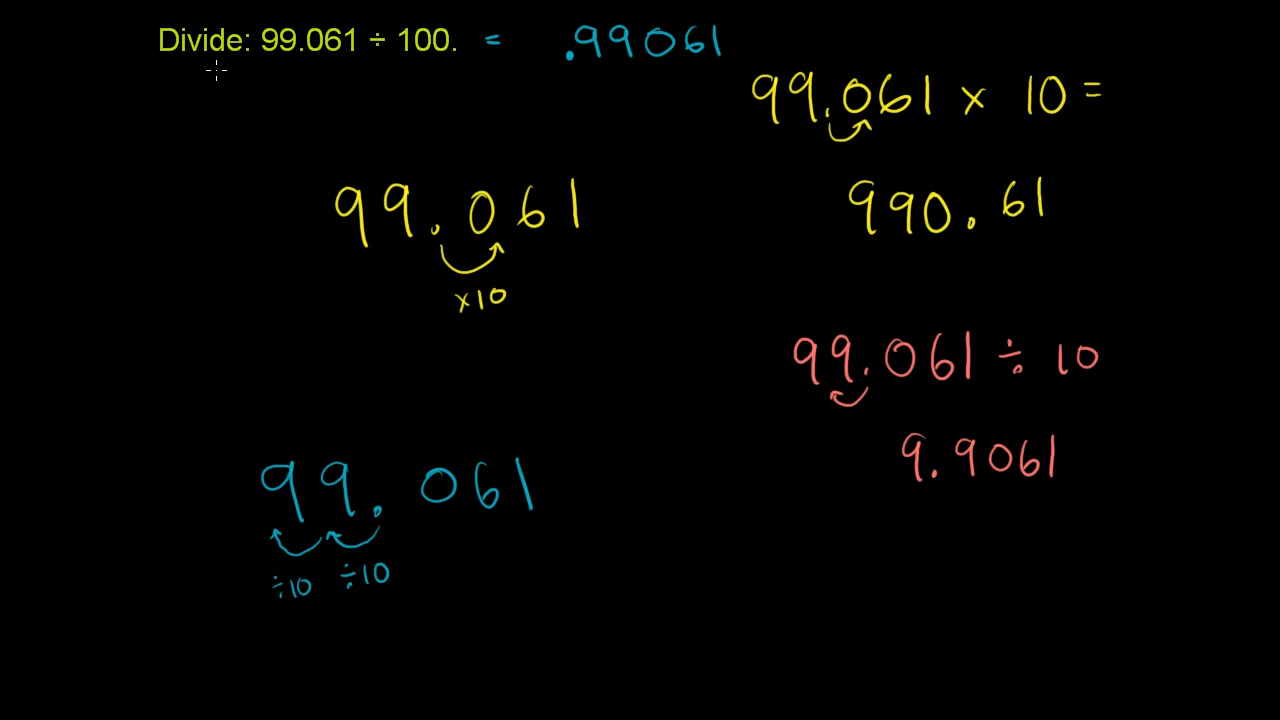 Divide: 99.061 ÷ 100. = .99061
99.061 x 10 =
990.61
99.061
x10
99.061 ÷ 10
9.9061
99.061
÷10 ÷10